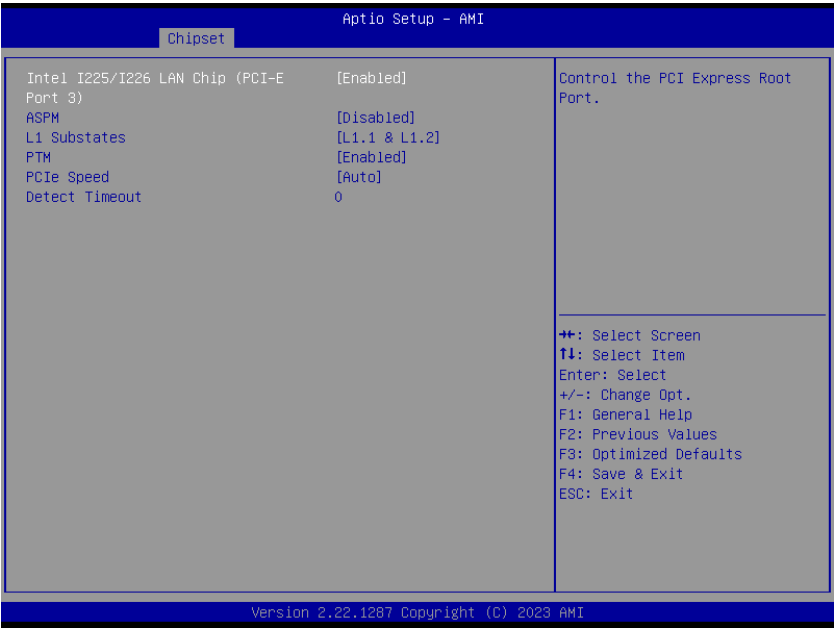 Aptio Setup - AMI
Chipset
Intel I225/I226 LAN Chip (PCI-E [Enabled]
Port 3)
ASPM [Disabled]
L1 Substates [L1.1 & L1.2]
PTM [Enabled]
PCIe Speed [Auto]
Detect Timeout 0
Control the PCI Express Root
Port.
→←: Select Screen
↑↓: Select Item
Enter: Select
+/-: Change Opt.
F1: General Help
F2: Previous Values
F3: Optimized Defaults
F4: Save & Exit
ESC: Exit
Version 2.22.1287 Copyright (C) 2023 AMI